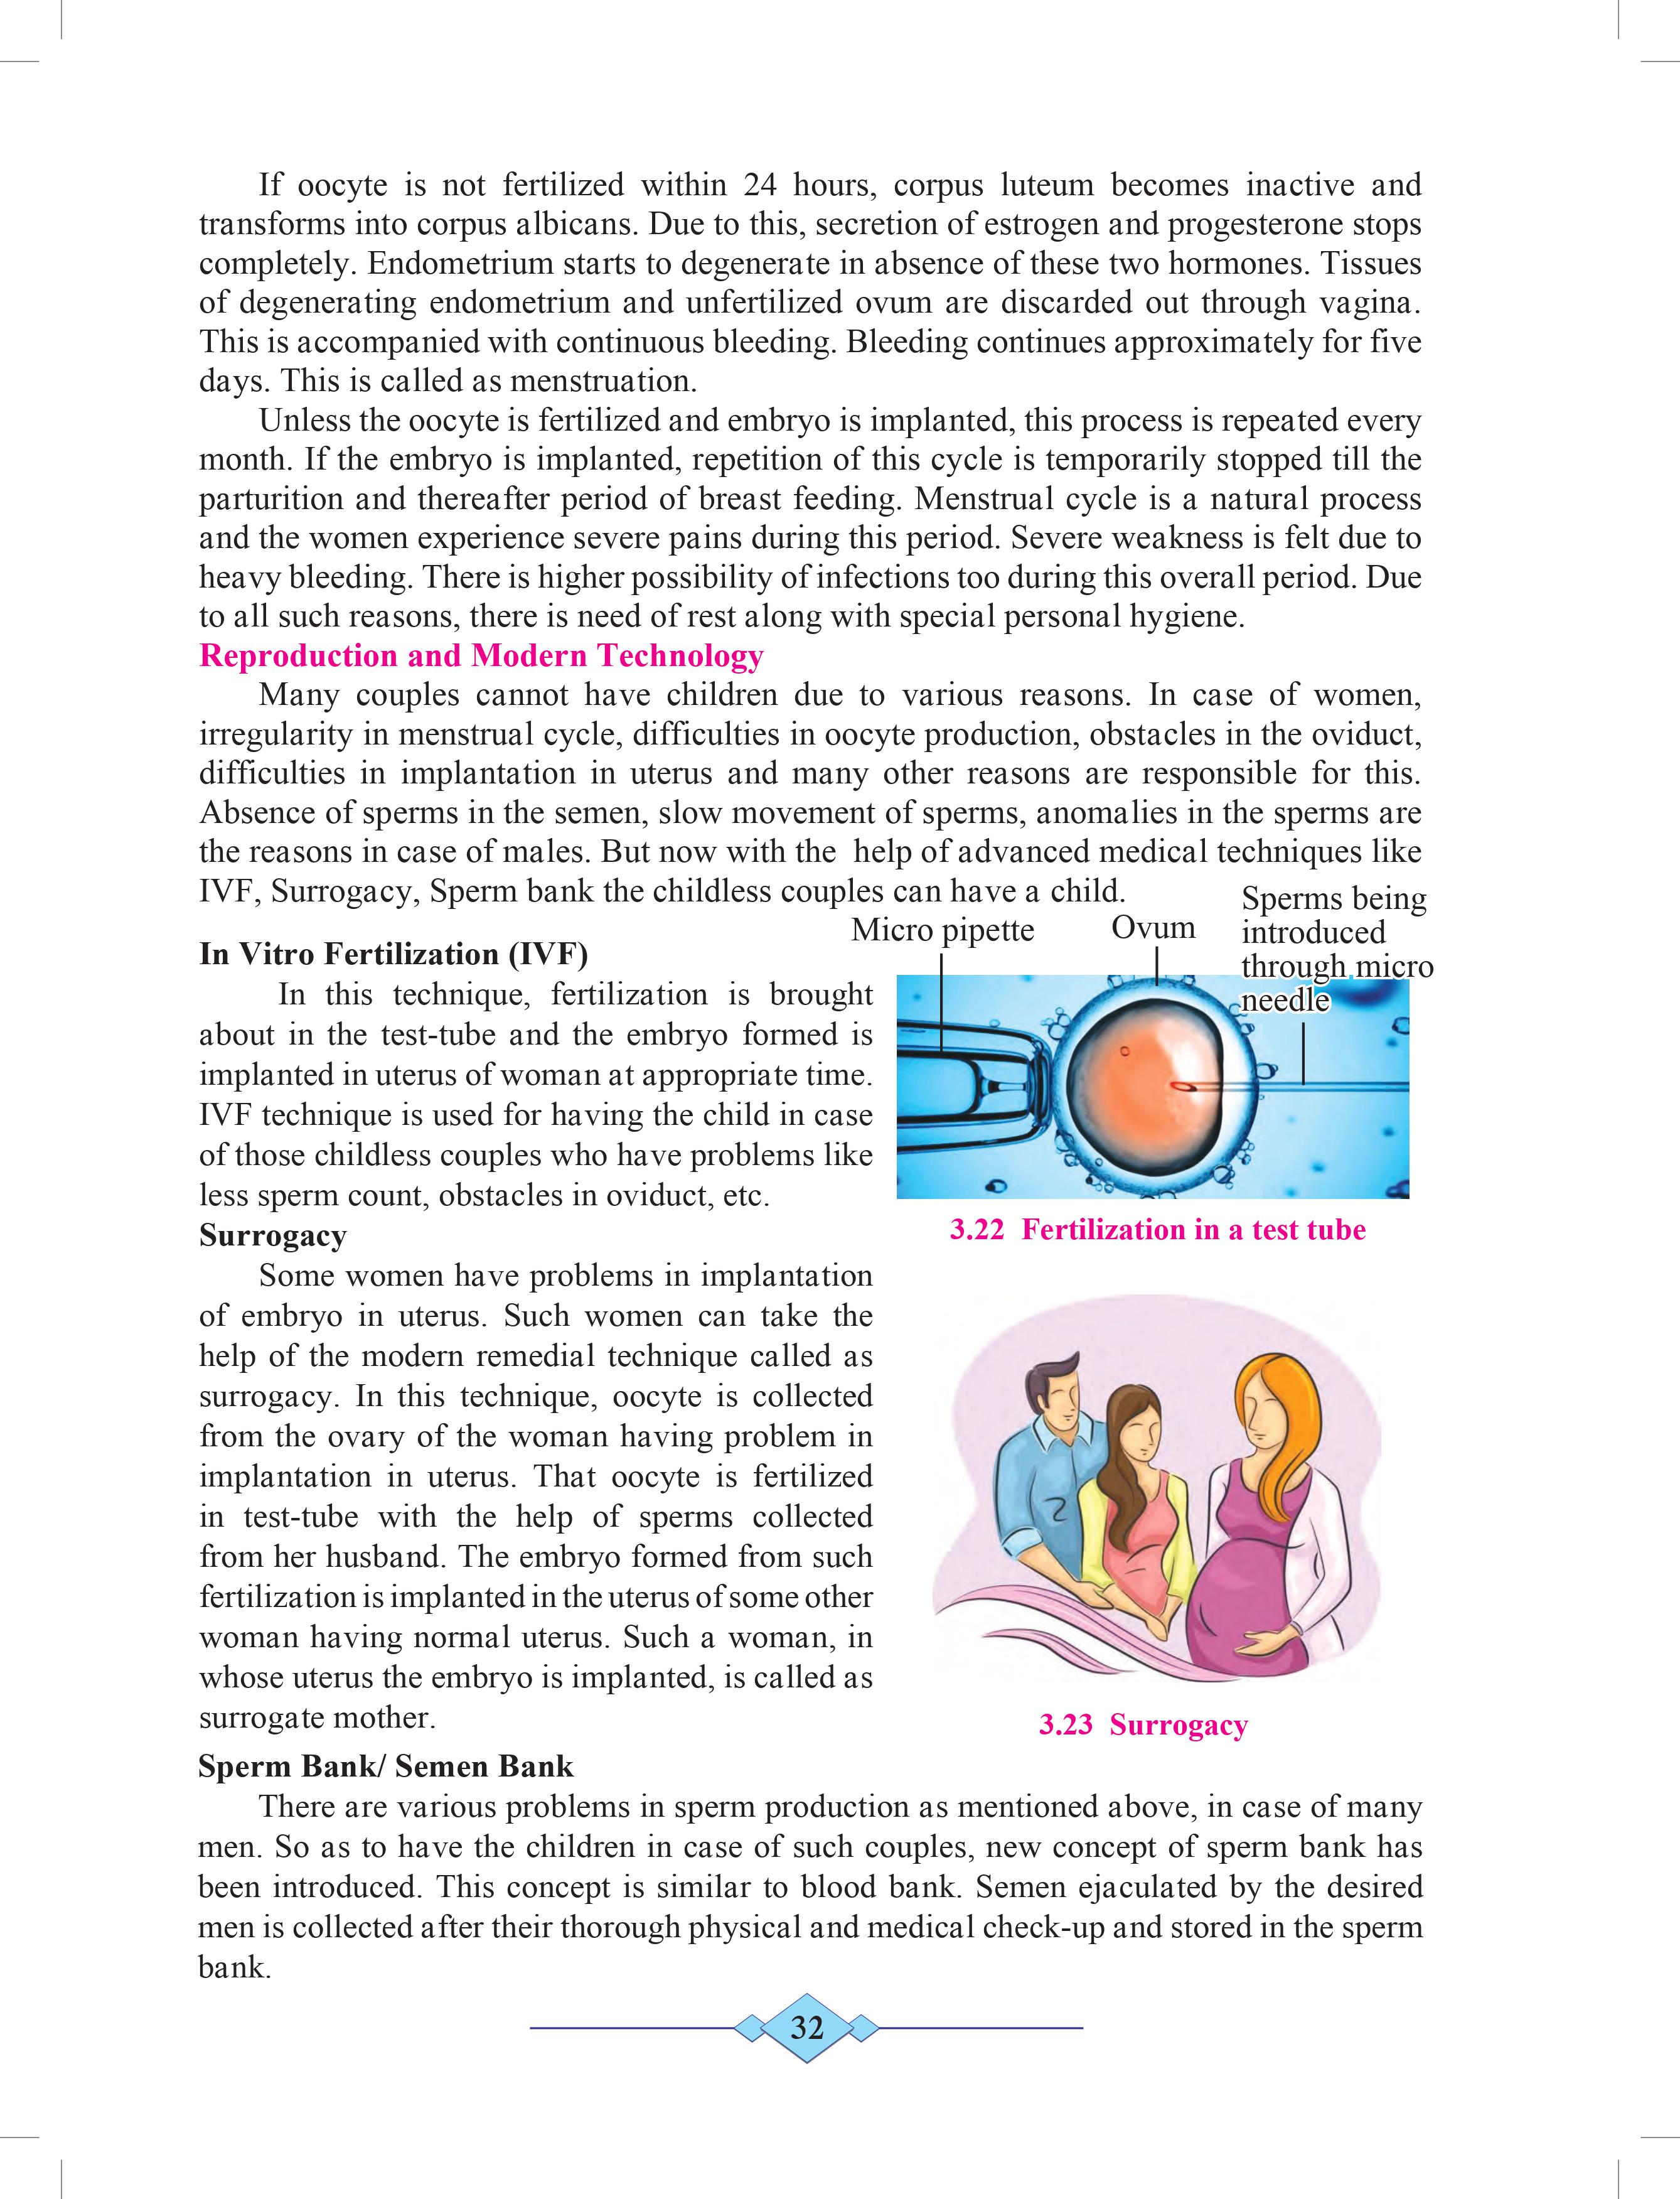 If oocyte is not fertilized within 24 hours, corpus luteum becomes inactive and
transforms into corpus albicans. Due to this, secretion of estrogen and progesterone stops
completely. Endometrium starts to degenerate in absence of these two hormones. Tissues
of degenerating endometrium and unfertilized ovum are discarded out through vagina.
This is accompanied with continuous bleeding. Bleeding continues approximately for five
days. This is called as menstruation.
Unless the oocyte is fertilized and embryo is implanted, this process is repeated every
month. If the embryo is implanted, repetition of this cycle is temporarily stopped till the
parturition and thereafter period of breast feeding. Menstrual cycle is a natural process
and the women experience severe pains during this period. Severe weakness is felt due to
heavy bleeding. There is higher possibility of infections too during this overall period. Due
to all such reasons, there is need of rest along with special personal hygiene.
Reproduction and Modern Technology
Many couples cannot have children due to various reasons. In case of women,
irregularity in menstrual cycle, difficulties in oocyte production, obstacles in the oviduct,
difficulties in implantation in uterus and many other reasons are responsible for this.
Absence of sperms in the semen, slow movement of sperms, anomalies in the sperms are
the reasons in case of males. But now with the help of advanced medical techniques like
IVF, Surrogacy, Sperm bank the childless couples can have a child.
In Vitro Fertilization (IVF)
In this technique, fertilization is brought
about in the test-tube and the embryo formed is
implanted in uterus of woman at appropriate time.
IVF technique is used for having the child in case
of those childless couples who have problems like
less sperm count, obstacles in oviduct, etc.
Micro pipette
Ovum
Sperms being
introduced
through micro
needle
3.22 Fertilization in a test tube
Surrogacy
Some women have problems in implantation
of embryo in uterus. Such women can take the
help of the modern remedial technique called as
surrogacy. In this technique, oocyte is collected
from the ovary of the woman having problem in
implantation in uterus. That oocyte is fertilized
in test-tube with the help of sperms collected
from her husband. The embryo formed from such
fertilization is implanted in the uterus of some other
woman having normal uterus. Such a woman, in
whose uterus the embryo is implanted, is called as
surrogate mother.
3.23 Surrogacy
Sperm Bank/ Semen Bank
There are various problems in sperm production as mentioned above, in case of many
men. So as to have the children in case of such couples, new concept of sperm bank has
been introduced. This concept is similar to blood bank. Semen ejaculated by the desired
men is collected after their thorough physical and medical check-up and stored in the sperm
bank.
32